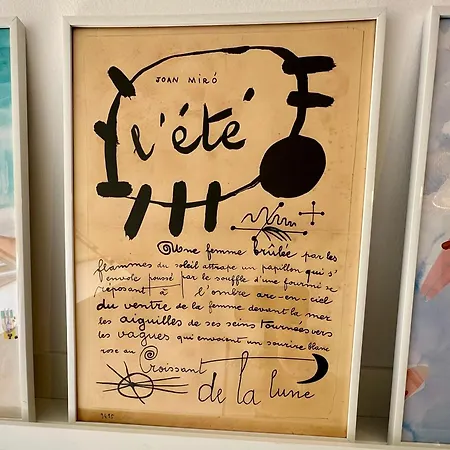 JOAN MIRÓ
l'été
Une femme brûlée par les
flammes du soleil attrape un papillon qui s'
envole poussé par le souffle d'une fourmi se
réposant à l'ombre arc-en-ciel
du ventre de la femme devant la mer
les aiguilles de ses seins tournées vers
les vagues qui envoient un sourire blanc
rose au Croissant
de la lune